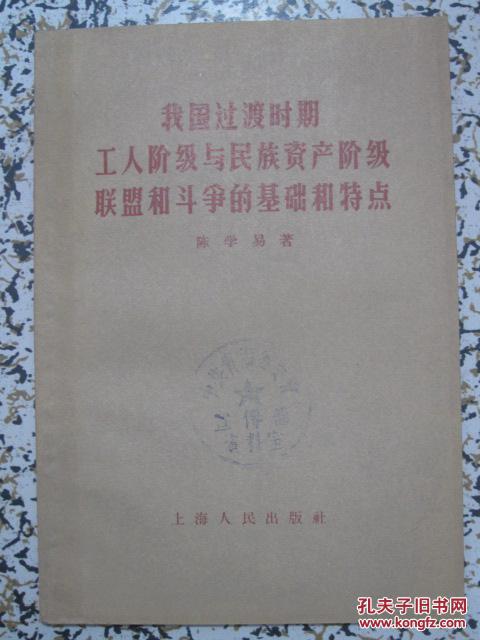 我国过渡时期
工人阶级与民族资产阶级
联盟和斗争的基础和特点
陈学易著
上海人民出版社
孔夫子旧书网
www.kongfz.com